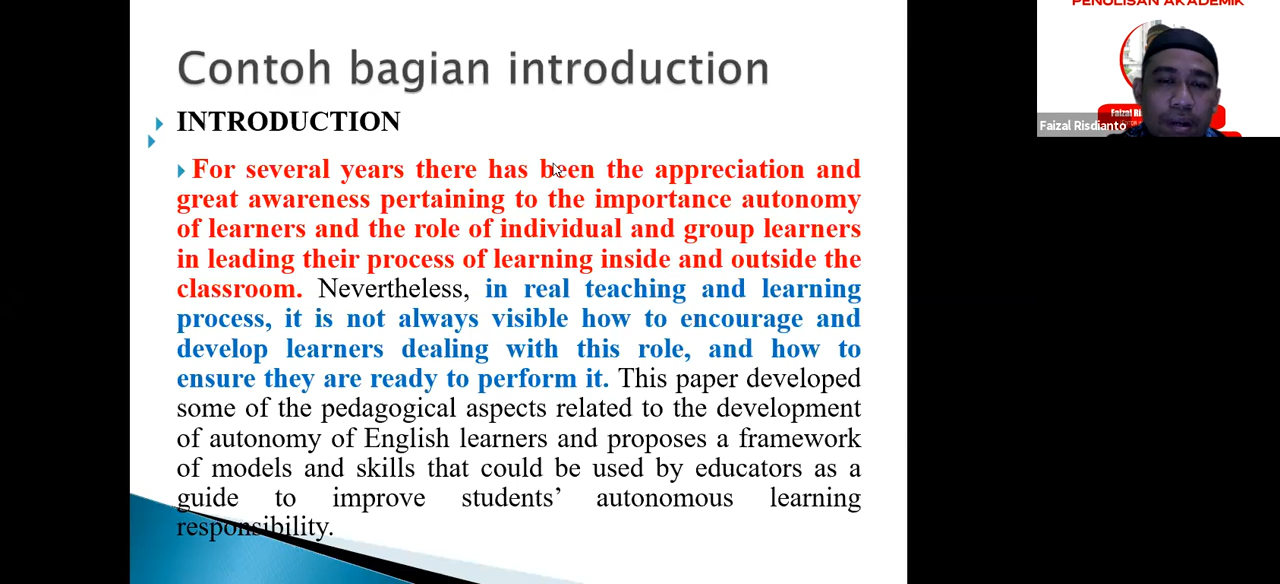 Contoh bagian introduction
INTRODUCTION
For several years there has been the appreciation and
great awareness pertaining to the importance autonomy
of learners and the role of individual and group learners
in leading their process of learning inside and outside the
classroom. Nevertheless, in real teaching and learning
process, it is not always visible how to encourage and
develop learners dealing with this role, and how to
ensure they are ready to perform it. This paper developed
some of the pedagogical aspects related to the development
of autonomy of English learners and proposes a framework
of models and skills that could be used by educators as a
guide to improve students’ autonomous learning
responsibility.
PENULISAN AKADEMIK
Faizal
Faizal Risdianto